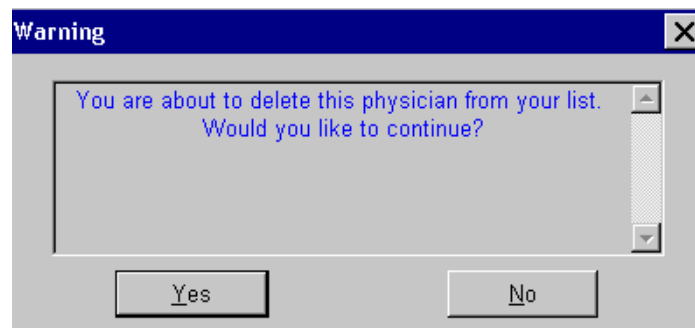 Warning
You are about to delete this physician from your list.
Would you like to continue?
Yes
No